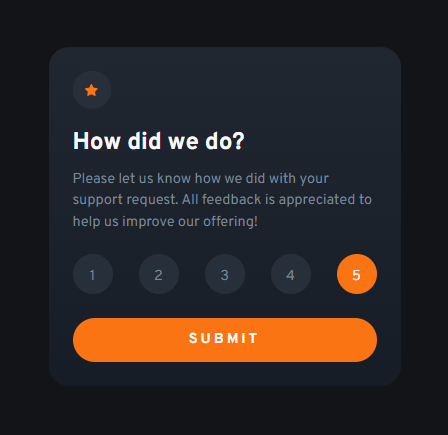 How did we do?
Please let us know how we did with your
support request. All feedback is appreciated to
help us improve our offering!
1 2 3 4 5
SUBMIT